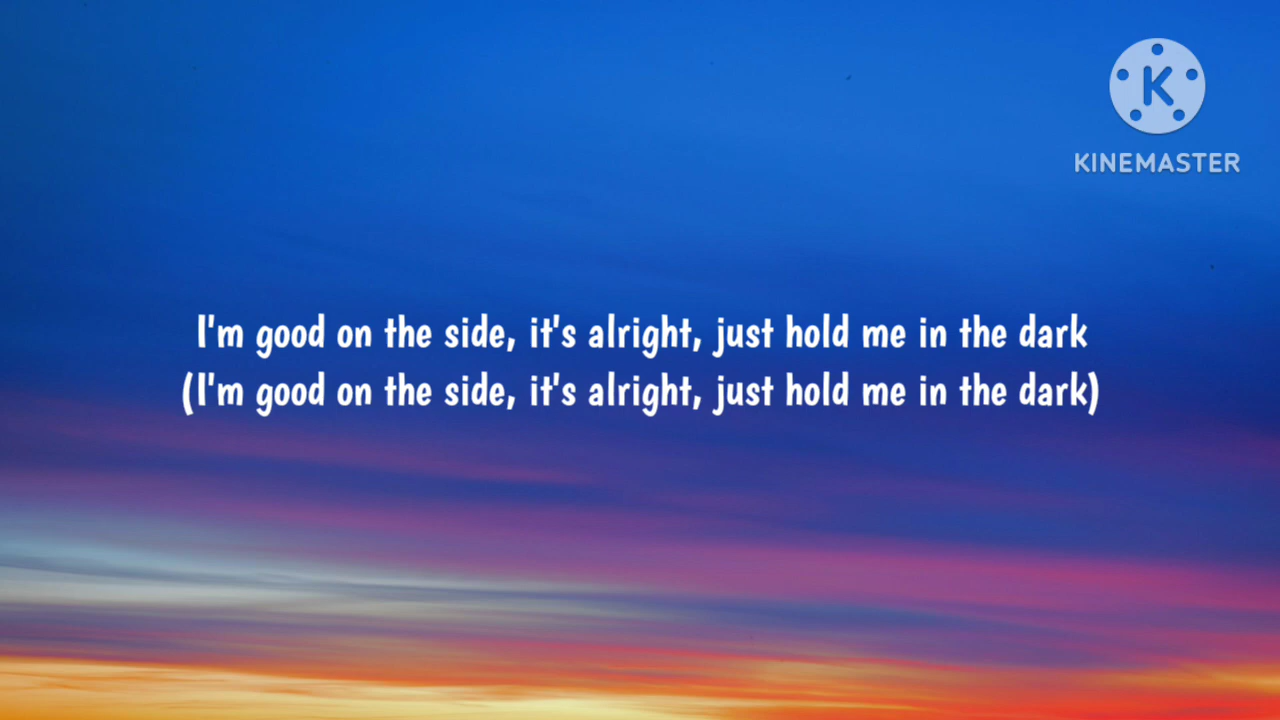 K
KINEMASTER
I'm good on the side, it's alright, just hold me in the dark
(I'm good on the side, it's alright, just hold me in the dark)